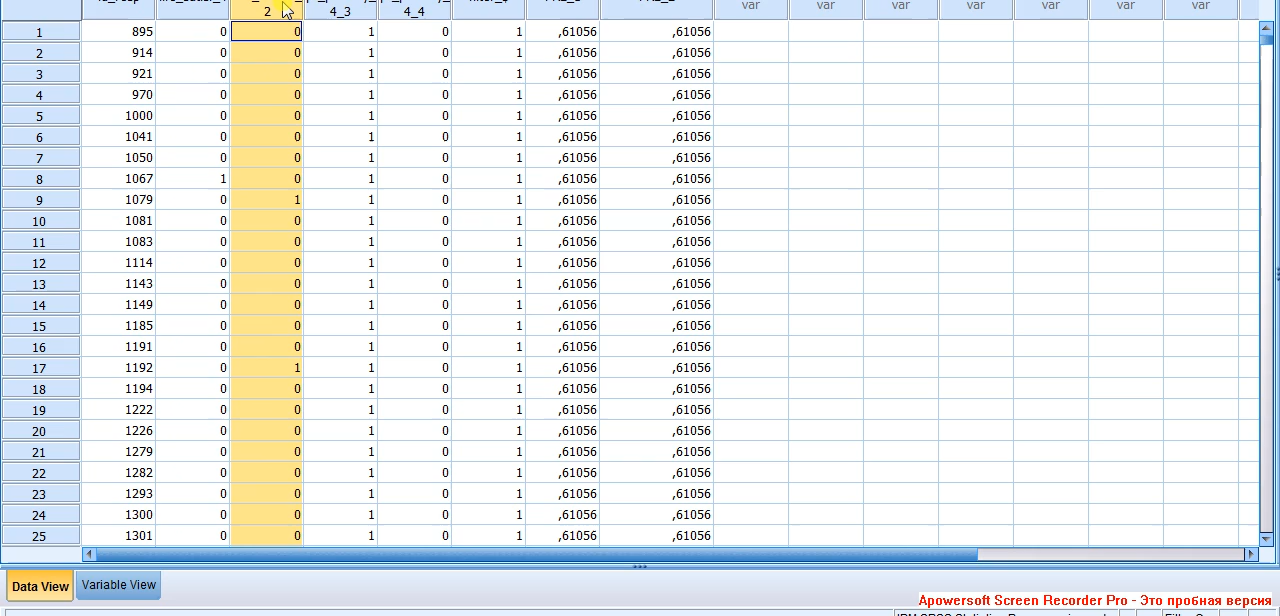 2 4_3 4_4 var var var var var var var
1 895 0 0 1 0 1 ,61056 ,61056
2 914 0 0 1 0 1 ,61056 ,61056
3 921 0 0 1 0 1 ,61056 ,61056
4 970 0 0 1 0 1 ,61056 ,61056
5 1000 0 0 1 0 1 ,61056 ,61056
6 1041 0 0 1 0 1 ,61056 ,61056
7 1050 0 0 1 0 1 ,61056 ,61056
8 1067 1 0 1 0 1 ,61056 ,61056
9 1079 0 1 1 0 1 ,61056 ,61056
10 1081 0 0 1 0 1 ,61056 ,61056
11 1083 0 0 1 0 1 ,61056 ,61056
12 1114 0 0 1 0 1 ,61056 ,61056
13 1143 0 0 1 0 1 ,61056 ,61056
14 1149 0 0 1 0 1 ,61056 ,61056
15 1185 0 0 1 0 1 ,61056 ,61056
16 1191 0 0 1 0 1 ,61056 ,61056
17 1192 0 1 1 0 1 ,61056 ,61056
18 1194 0 0 1 0 1 ,61056 ,61056
19 1222 0 0 1 0 1 ,61056 ,61056
20 1226 0 0 1 0 1 ,61056 ,61056
21 1279 0 0 1 0 1 ,61056 ,61056
22 1282 0 0 1 0 1 ,61056 ,61056
23 1293 0 0 1 0 1 ,61056 ,61056
24 1300 0 0 1 0 1 ,61056 ,61056
25 1301 0 0 1 0 1 ,61056 ,61056
Data View Variable View
Apowersoft Screen Recorder Pro - Это пробная версия